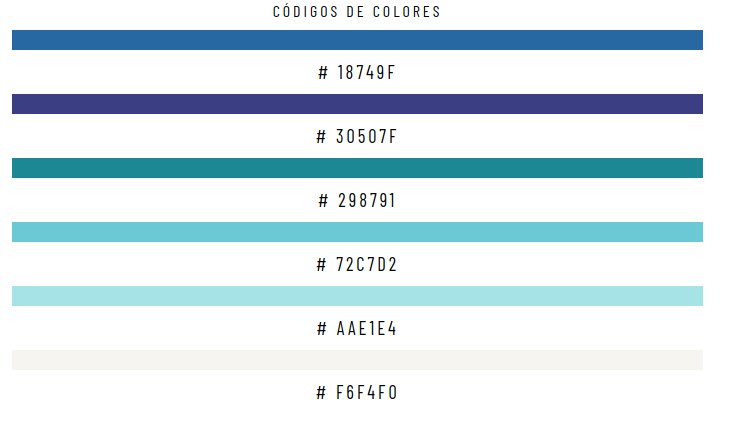 CÓDIGOS DE COLORES
# 18749F
# 30507F
# 298791
# 72C7D2
# AAE1E4
# F6F4F0